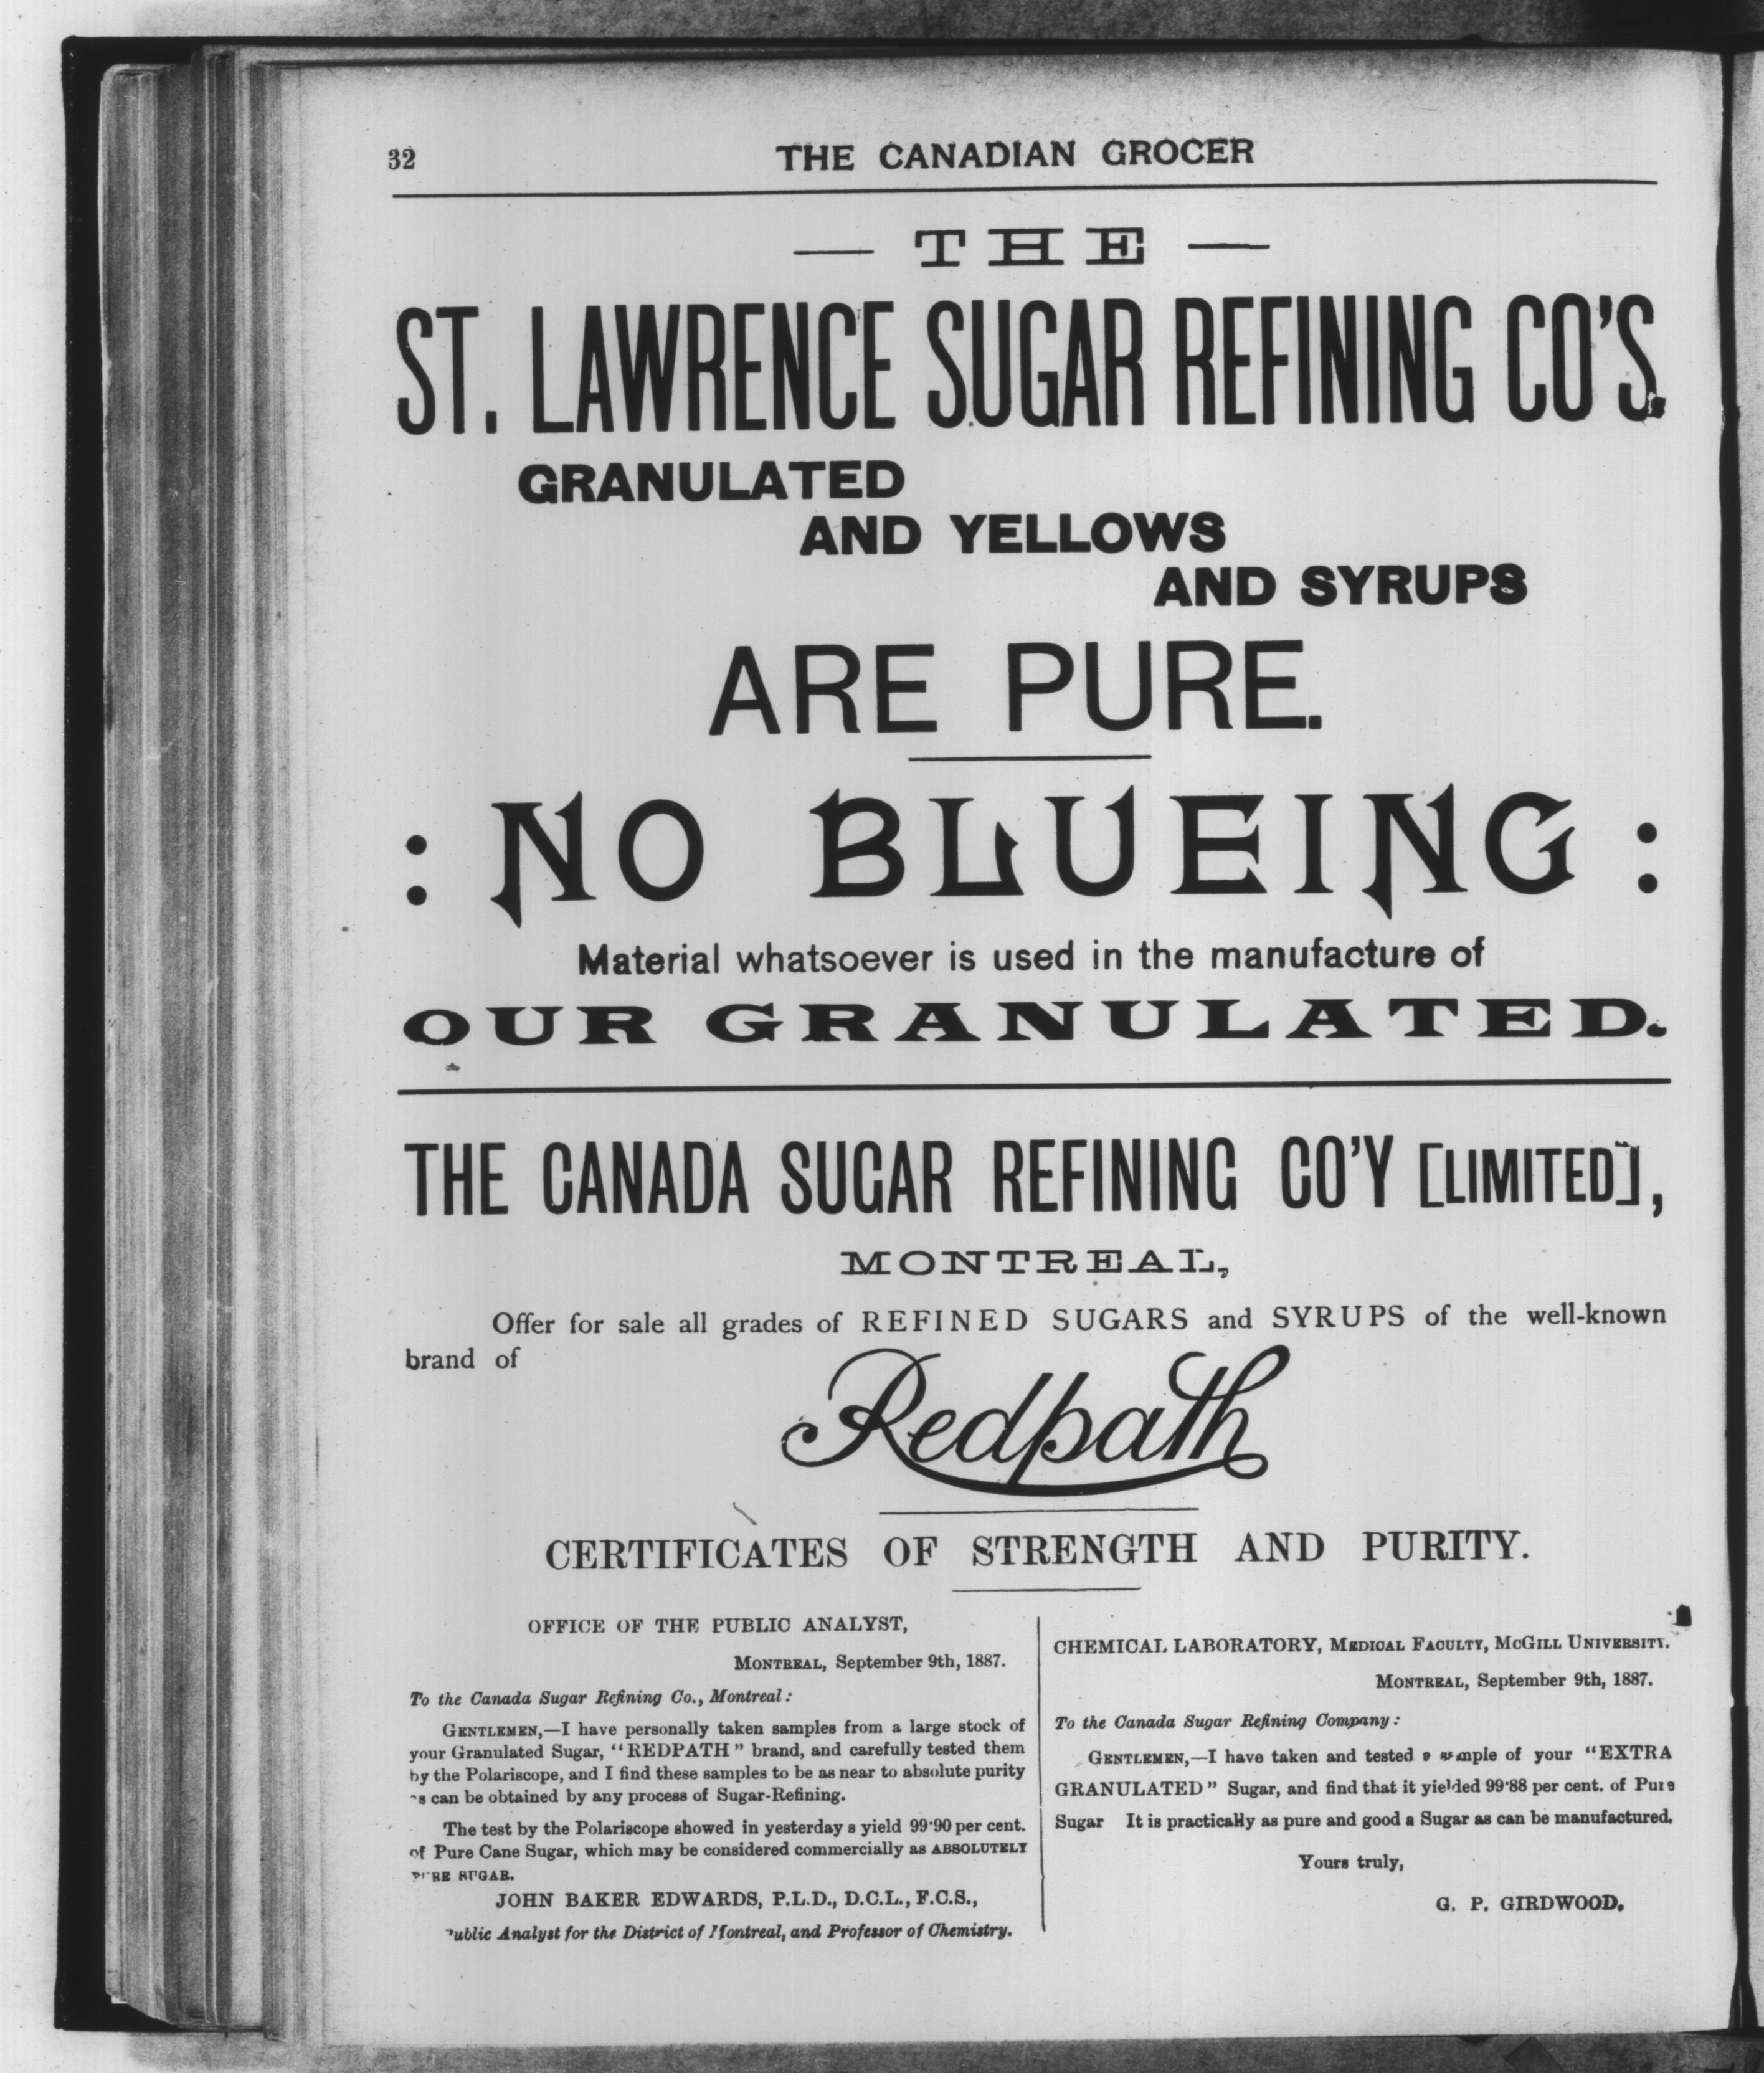 32
THE CANADIAN GROCER
— THE —
ST. LAWRENCE SUGAR REFINING CO'S.
GRANULATED
AND YELLOWS
AND SYRUPS
ARE PURE.
: NO BLUEING :
Material whatsoever is used in the manufacture of
OUR GRANULATED.
THE CANADA SUGAR REFINING CO'Y [LIMITED],
MONTREAL,
Offer for sale all grades of REFINED SUGARS and SYRUPS of the well-known
brand of
Redpath
CERTIFICATES OF STRENGTH AND PURITY.
OFFICE OF THE PUBLIC ANALYST,
MONTREAL, September 9th, 1887.
To the Canada Sugar Refining Co., Montreal:
GENTLEMEN,—I have personally taken samples from a large stock of
your Granulated Sugar, "REDPATH" brand, and carefully tested them
by the Polariscope, and I find these samples to be as near to absolute purity
as can be obtained by any process of Sugar-Refining.
The test by the Polariscope showed in yesterday s yield 99·90 per cent.
of Pure Cane Sugar, which may be considered commercially as ABSOLUTELY
PURE SUGAR.
JOHN BAKER EDWARDS, P.L.D., D.C.L., F.C.S.,
Public Analyst for the District of Montreal, and Professor of Chemistry.
CHEMICAL LABORATORY, MEDICAL FACULTY, MCGILL UNIVERSITY.
MONTREAL, September 9th, 1887.
To the Canada Sugar Refining Company:
GENTLEMEN,—I have taken and tested a sample of your "EXTRA
GRANULATED" Sugar, and find that it yielded 99·88 per cent. of Pure
Sugar It is practically as pure and good a Sugar as can be manufactured.
Yours truly,
G. P. GIRDWOOD.